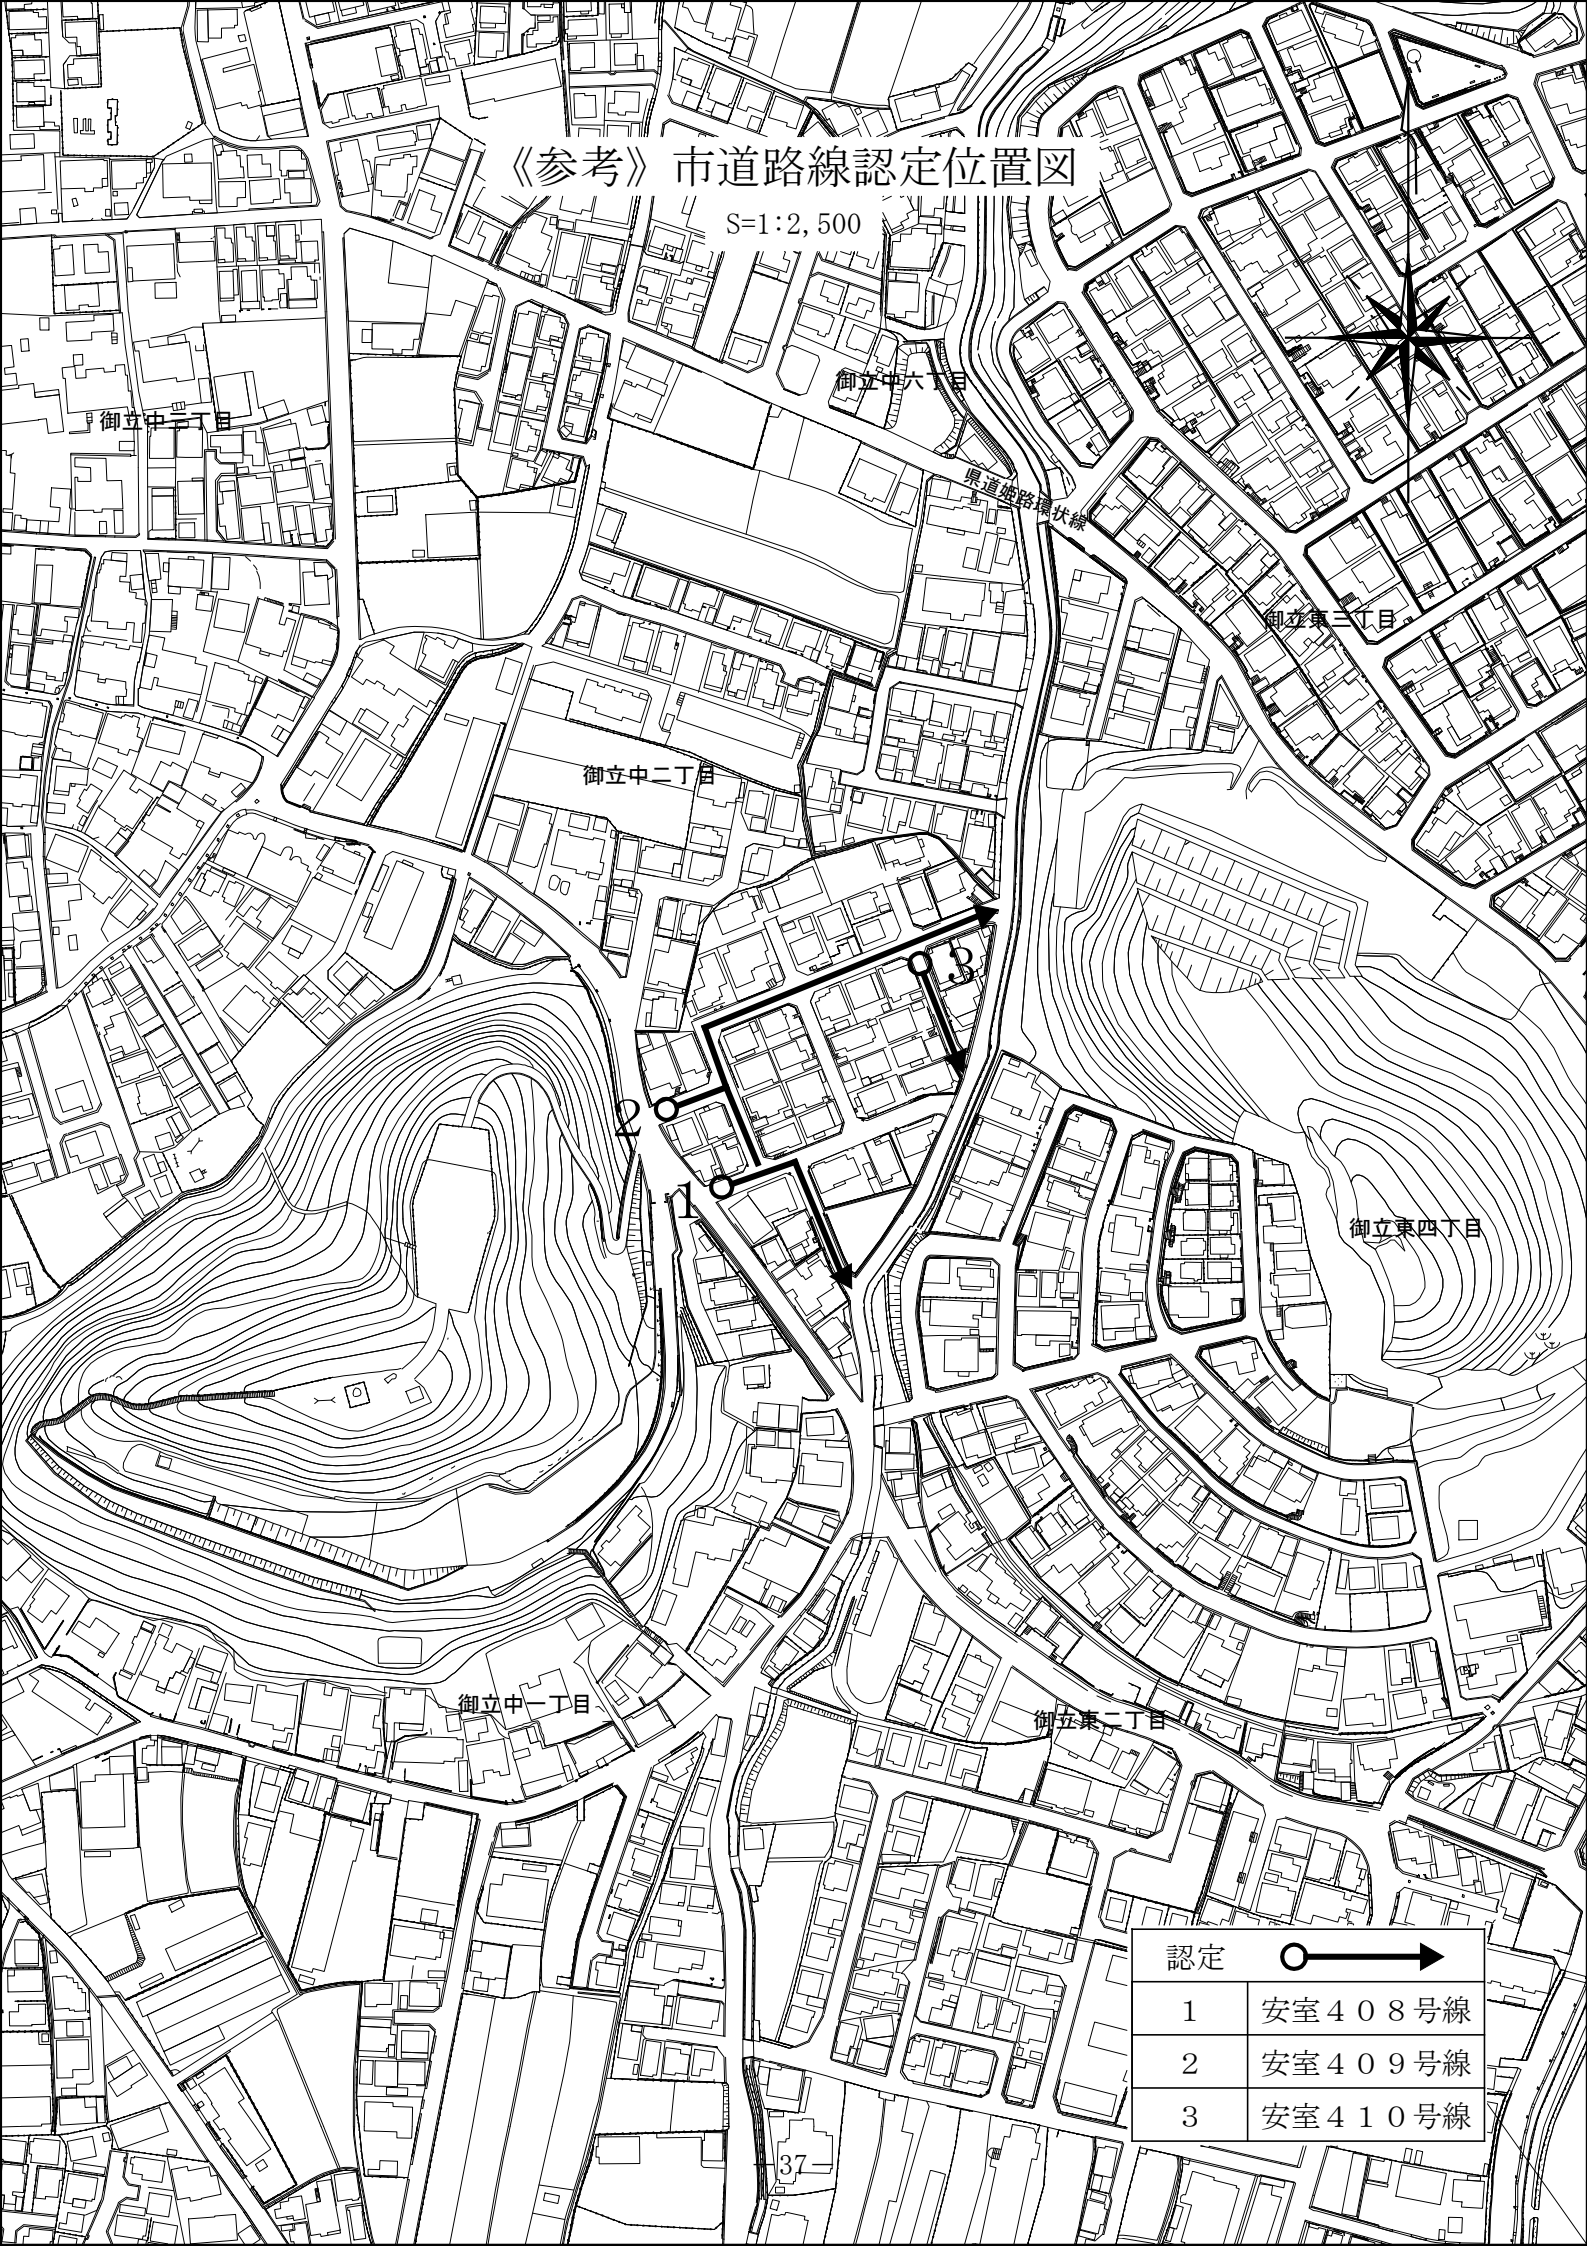 《参考》市道路線認定位置図
S=1:2,500
御立中六丁目
御立中三丁目
県道姫路環状線
御立東三丁目
御立中二丁目
3
2
1
御立東四丁目
御立中一丁目
御立東二丁目
認定
1 安室４０８号線
2 安室４０９号線
3 安室４１０号線
－37－